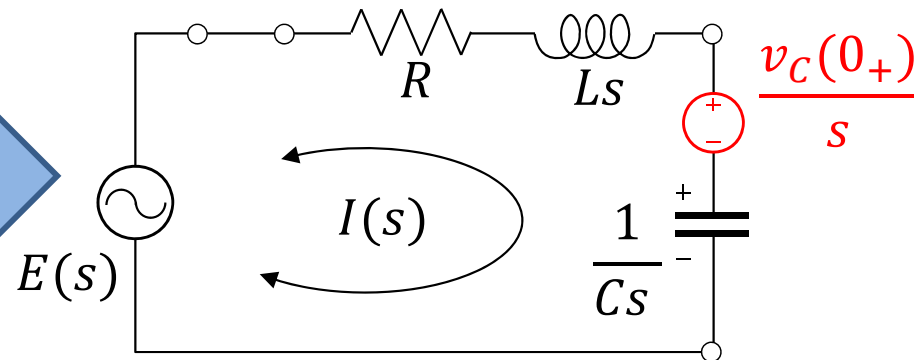 R
Ls
v_C(0_+)
s
+
−
+
−
I(s)
1
Cs
E(s)